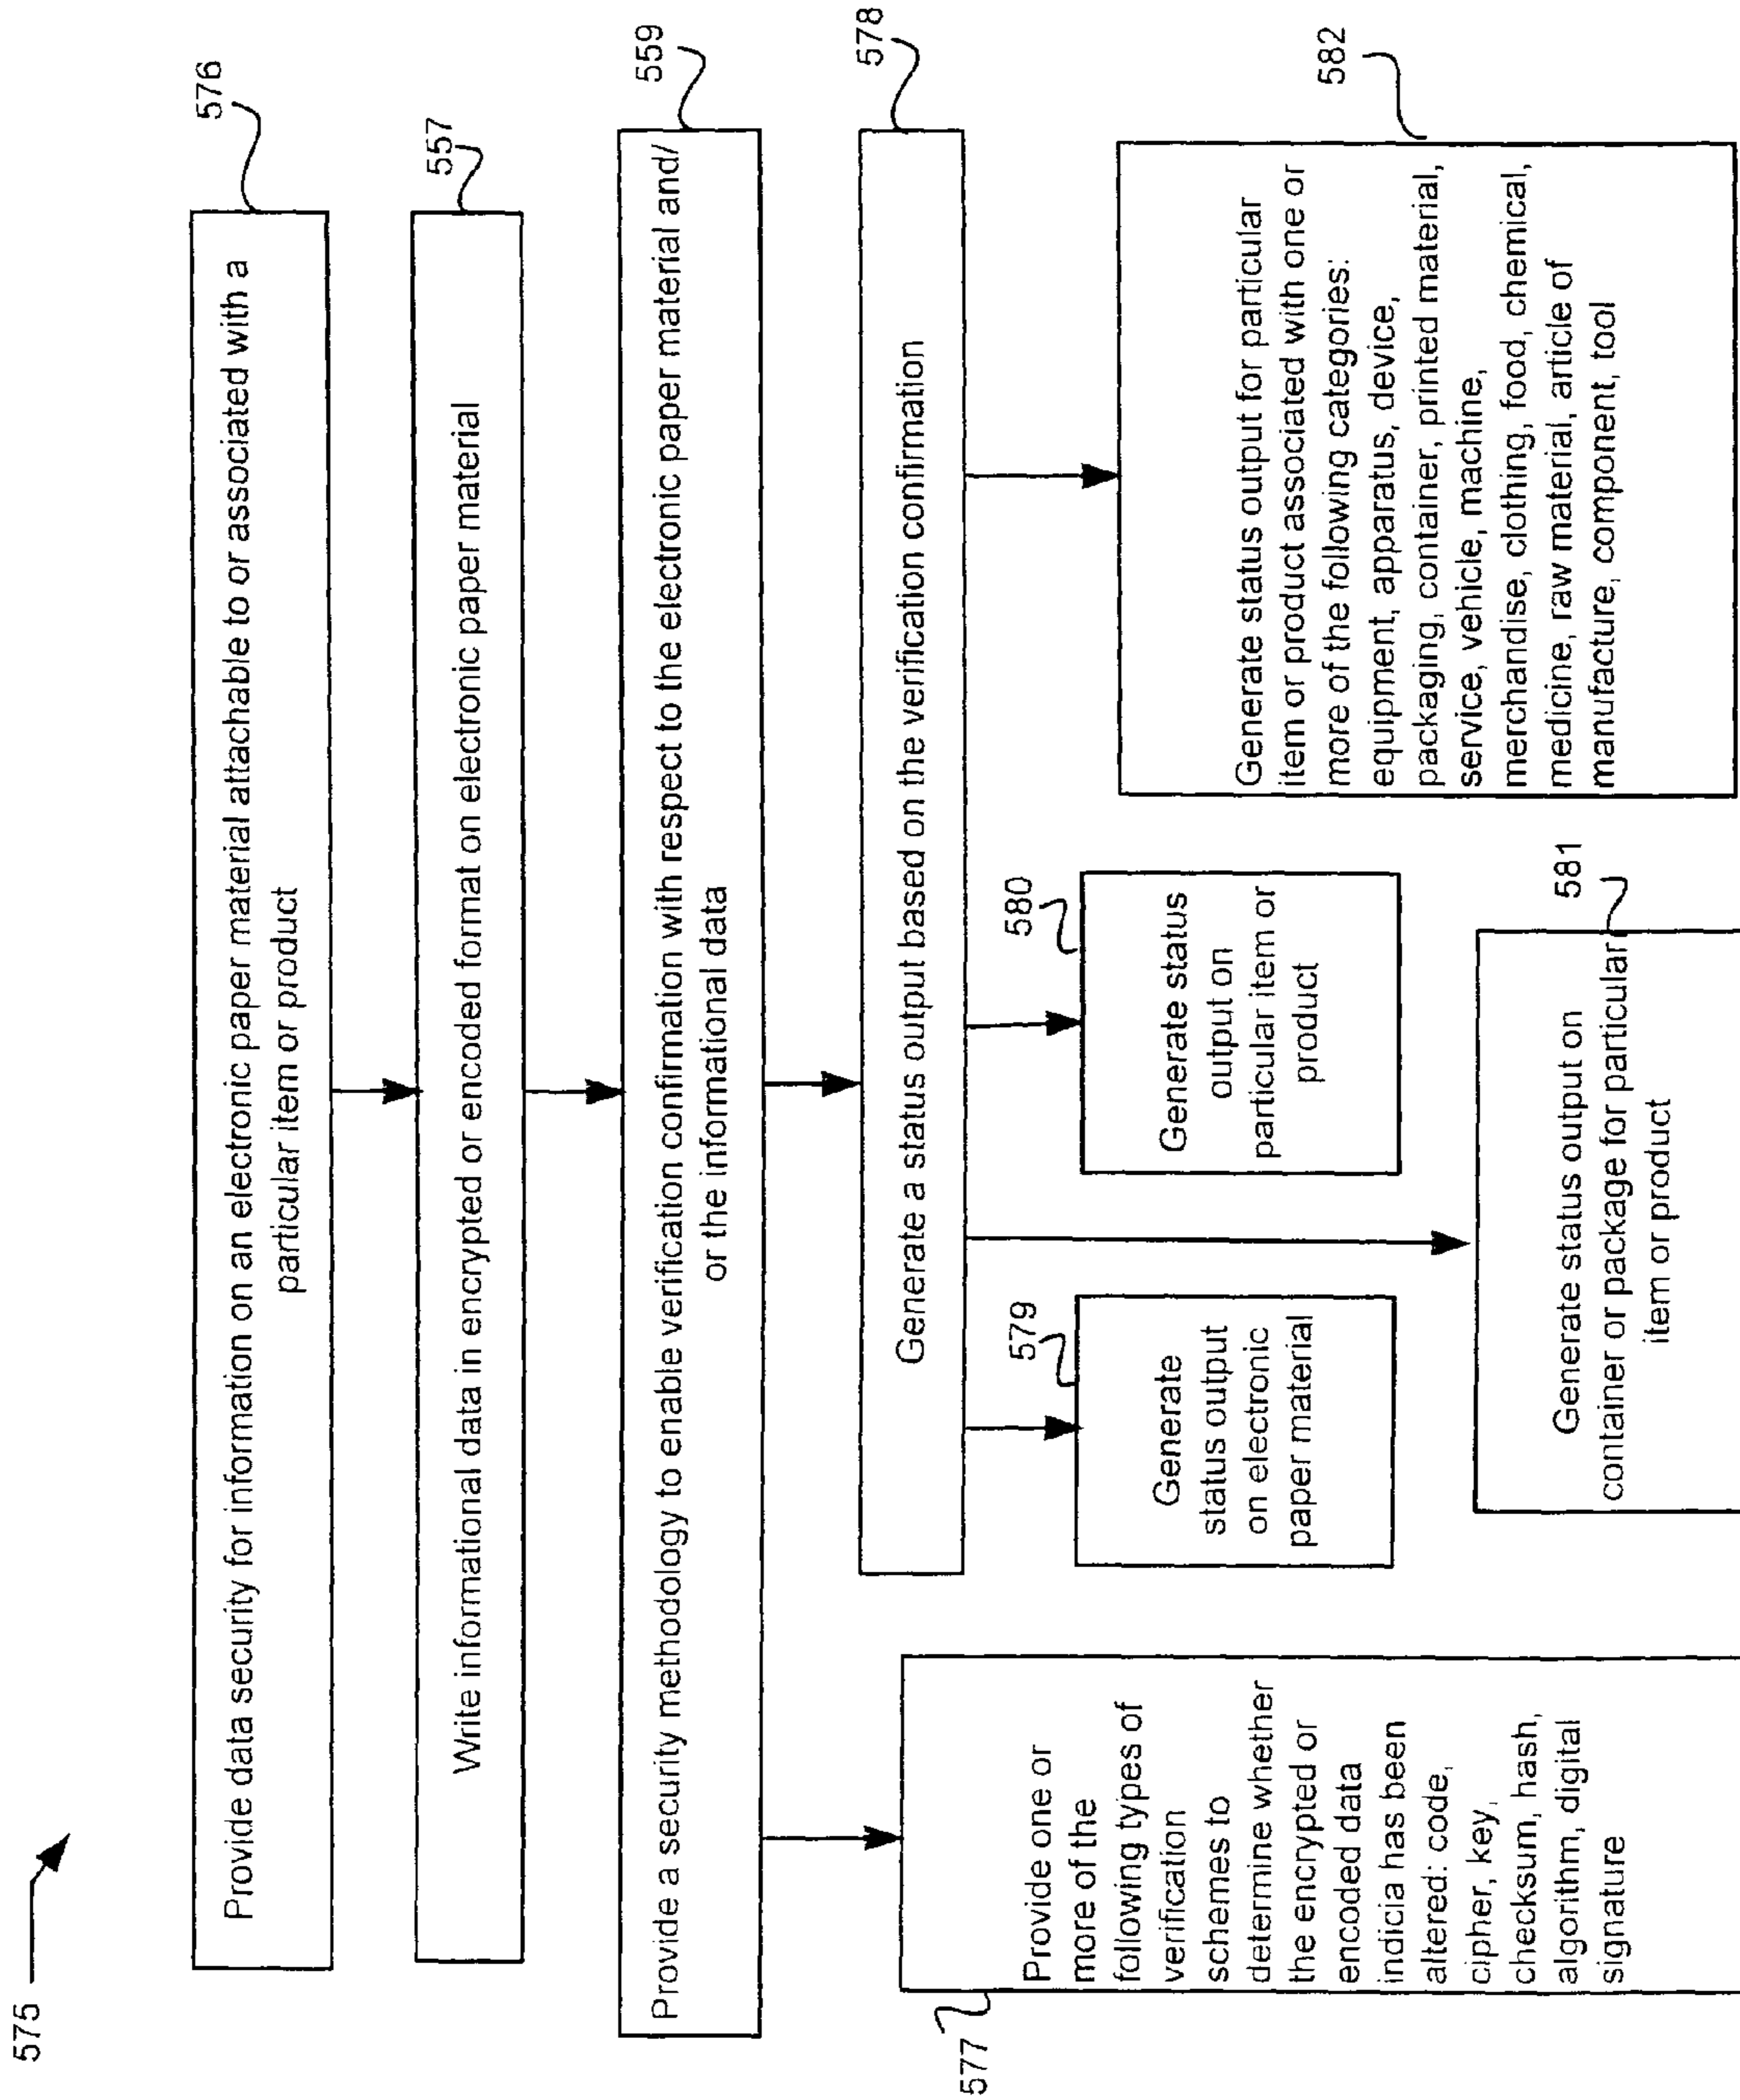 575
576
Provide data security for information on an electronic paper material attachable to or associated with a
particular item or product
557
Write informational data in encrypted or encoded format on electronic paper material
559
Provide a security methodology to enable verification confirmation with respect to the electronic paper material and/
or the informational data
578
Generate a status output based on the verification confirmation
577
Provide one or
more of the
following types of
verification
schemes to
determine whether
the encrypted or
encoded data
indicia has been
altered: code,
cipher, key,
checksum, hash,
algorithm, digital
signature
579
Generate
status output
on electronic
paper material
580
Generate status
output on
particular item or
product
581
Generate status output on
container or package for particular
item or product
582
Generate status output for particular
item or product associated with one or
more of the following categories:
equipment, apparatus, device,
packaging, container, printed material,
service, vehicle, machine,
merchandise, clothing, food, chemical,
medicine, raw material, article of
manufacture, component, tool